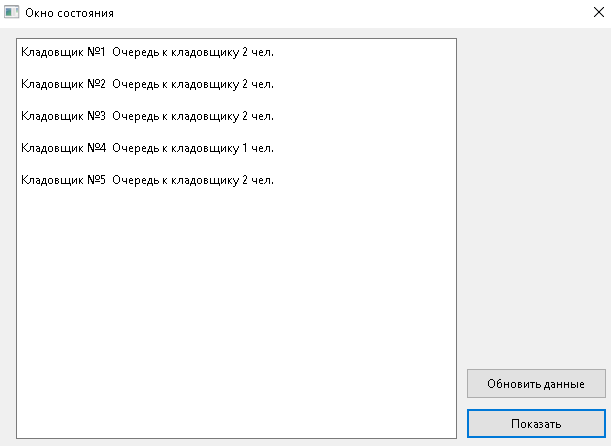 Окно состояния
Кладовщик №1  Очередь к кладовщику 2 чел.
Кладовщик №2  Очередь к кладовщику 2 чел.
Кладовщик №3  Очередь к кладовщику 2 чел.
Кладовщик №4  Очередь к кладовщику 1 чел.
Кладовщик №5  Очередь к кладовщику 2 чел.
Обновить данные
Показать